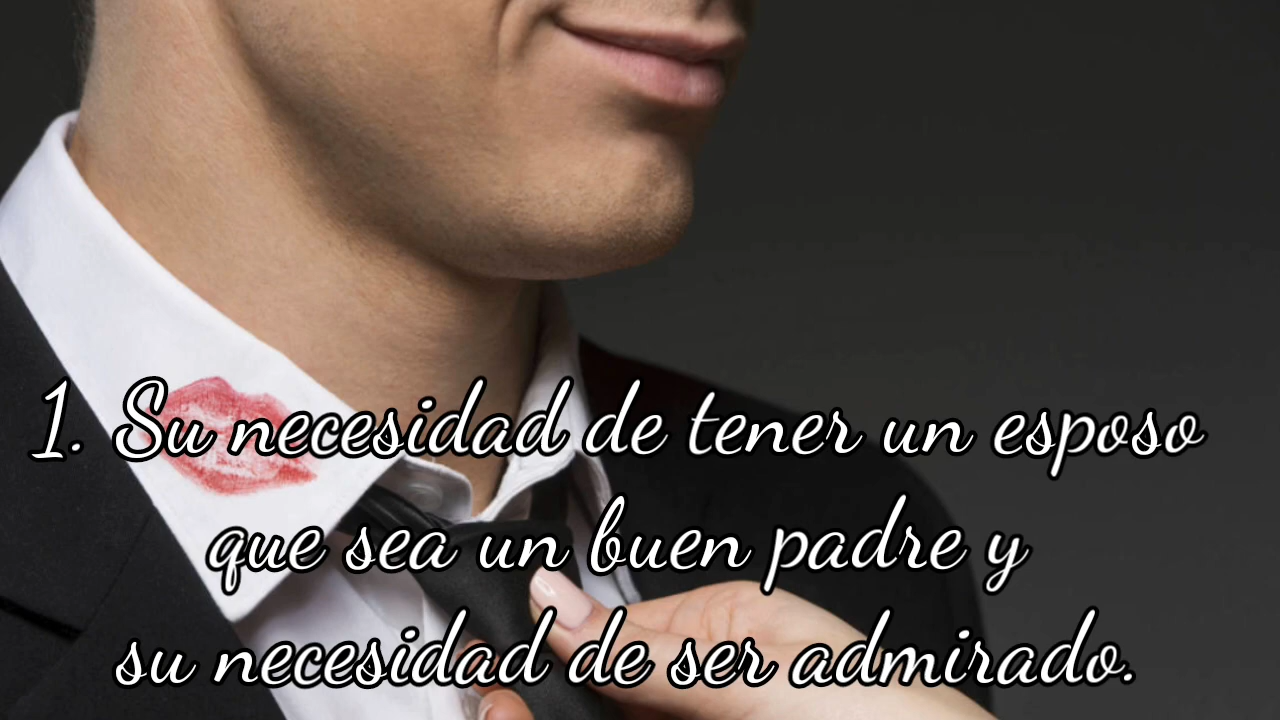 1. Su necesidad de tener un esposo
que sea un buen padre y
su necesidad de ser admirado.